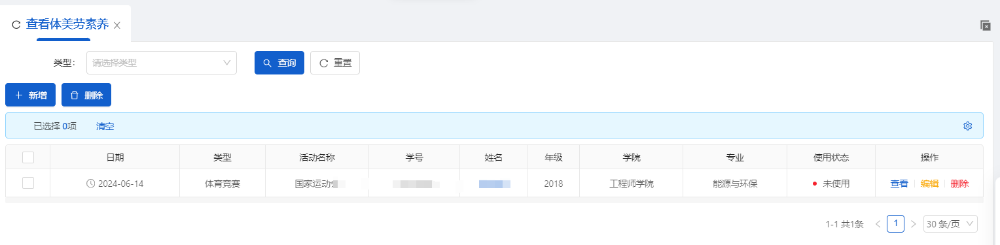 查看体美劳素养
类型： 请选择类型 查询 重置
新增 删除
已选择 0项 清空
日期 类型 活动名称 学号 姓名 年级 学院 专业 使用状态 操作
2024-06-14 体育竞赛 国家运动 2018 工程师学院 能源与环保 未使用 查看 编辑 删除
1-1 共1条 1 30 条/页